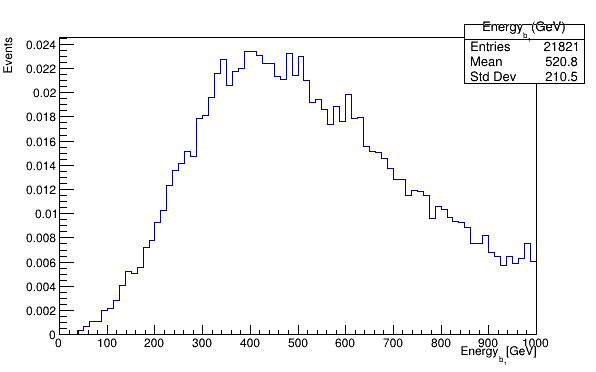 Energy_b_1(GeV)
Entries 21821
Mean 520.8
Std Dev 210.5
Events
0.024
0.022
0.02
0.018
0.016
0.014
0.012
0.01
0.008
0.006
0.004
0.002
0
0 100 200 300 400 500 600 700 800 900 1000
Energy_b_1[GeV]